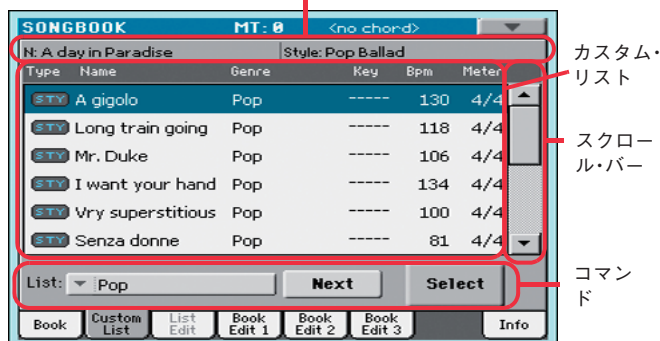 SONGBOOK MT: 0 <no chord>
N: A day in Paradise Style: Pop Ballad
Type Name Genre Key Bpm Meter
STY A gigolo Pop ----- 130 4/4
STY Long train going Pop ----- 118 4/4
STY Mr. Duke Pop ----- 106 4/4
STY I want your hand Pop ----- 134 4/4
STY Vry superstitious Pop ----- 100 4/4
STY Senza donne Pop ----- 81 4/4
List: Pop Next Select
Book Custom List List Edit Book Edit 1 Book Edit 2 Book Edit 3 Info
カスタム・
リスト
スクロー
ル・バー
コマン
ド